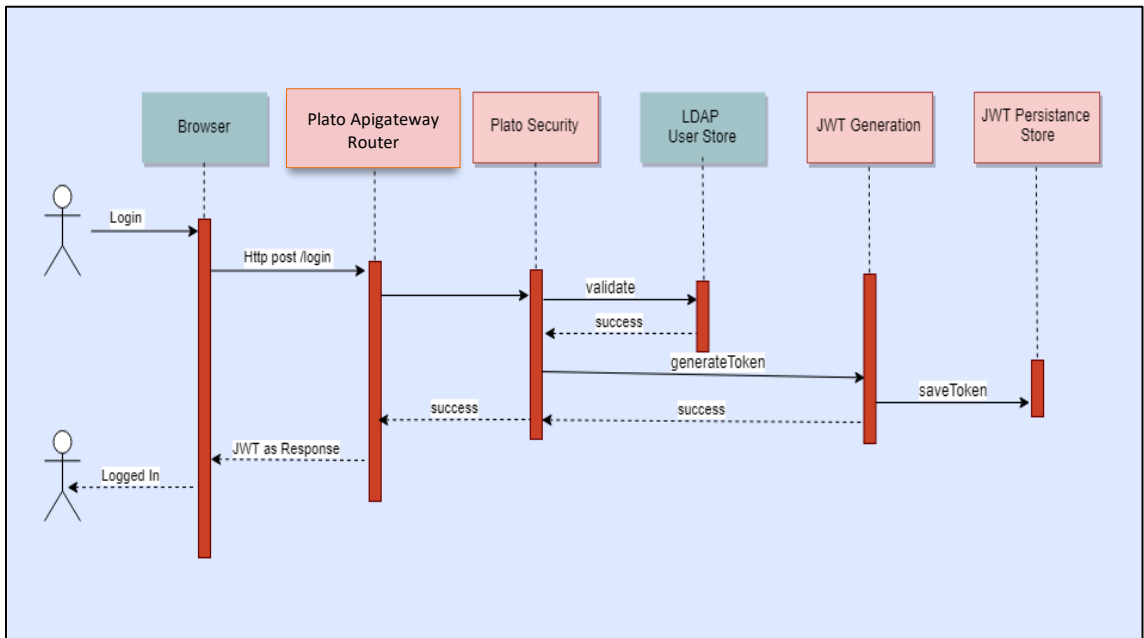 Browser
Plato Apigateway
Router
Plato Security
LDAP
User Store
JWT Generation
JWT Persistance
Store
Login
Http post /login
validate
success
generateToken
saveToken
success
success
JWT as Response
Logged In